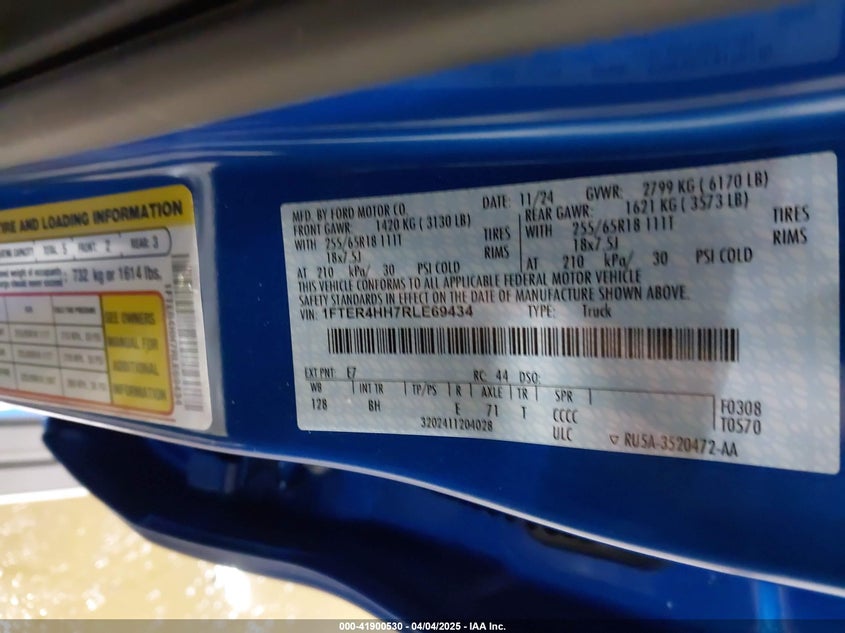 TIRE AND LOADING INFORMATION
TOTAL 5 FRONT: 2 REAR: 3
732 kg or 1614 lbs.
SEE OWNERS
MANUAL FOR
ADDITIONAL
INFORMATION
1FTER4HH7RLE69434
MFD. BY FORD MOTOR CO. DATE: 11/24 GVWR: 2799 KG ( 6170 LB)
FRONT GAWR: 1420 KG ( 3130 LB) REAR GAWR: 1621 KG ( 3573 LB)
WITH 255/65R18 111T TIRES WITH 255/65R18 111T TIRES
18x7.5J RIMS 18x7.5J RIMS
AT 210 kPa/ 30 PSI COLD AT 210 kPa/ 30 PSI COLD
THIS VEHICLE CONFORMS TO ALL APPLICABLE FEDERAL MOTOR VEHICLE
SAFETY STANDARDS IN EFFECT ON THE DATE OF MANUFACTURE SHOWN ABOVE.
VIN: 1FTER4HH7RLE69434 TYPE: Truck
EXT PNT: E7 RC: 44 DSO:
WB INT TR TP/PS R AXLE TR SPR
128 BH E 71 T CCCC F0308
3202411204028 ULC T0570
RU5A-3520472-AA
000-41900530 - 04/04/2025 - IAA Inc.